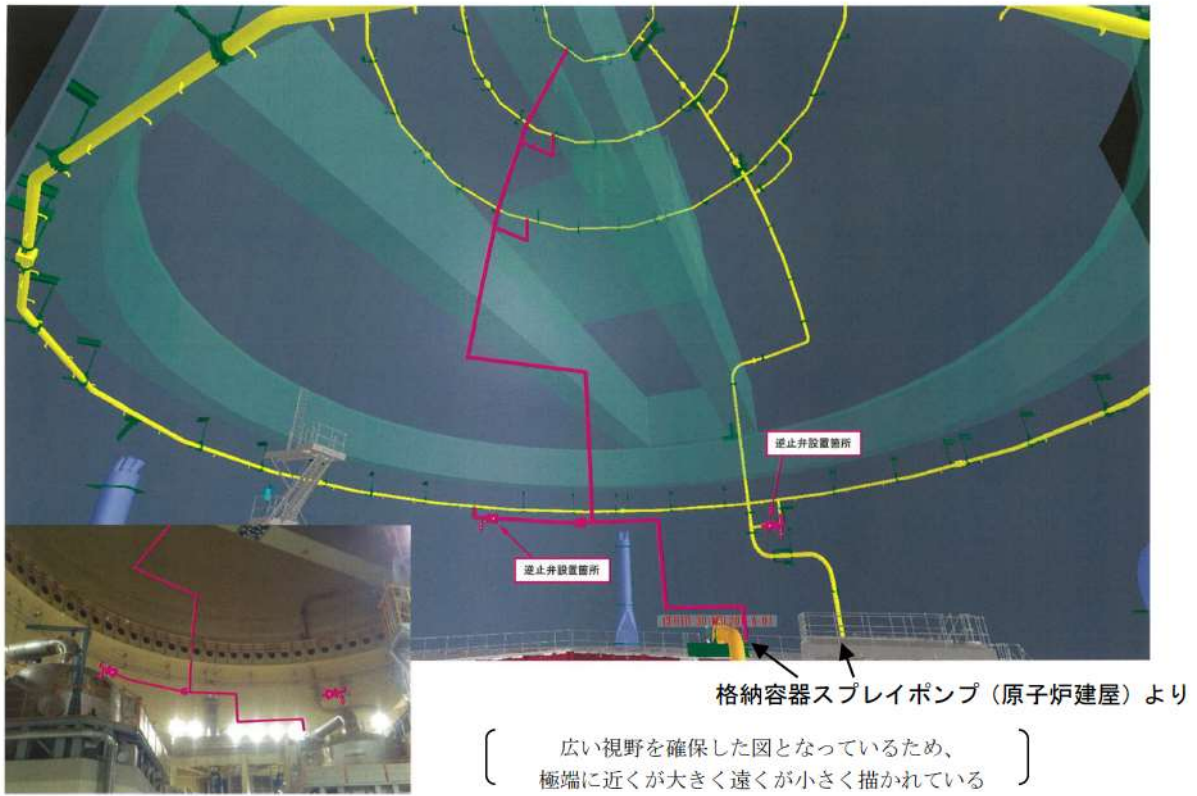 逆止弁設置箇所
逆止弁設置箇所
格納容器スプレイポンプ(原子炉建屋)より
広い視野を確保した図となっているため、
極端に近くが大きく遠くが小さく描かれている